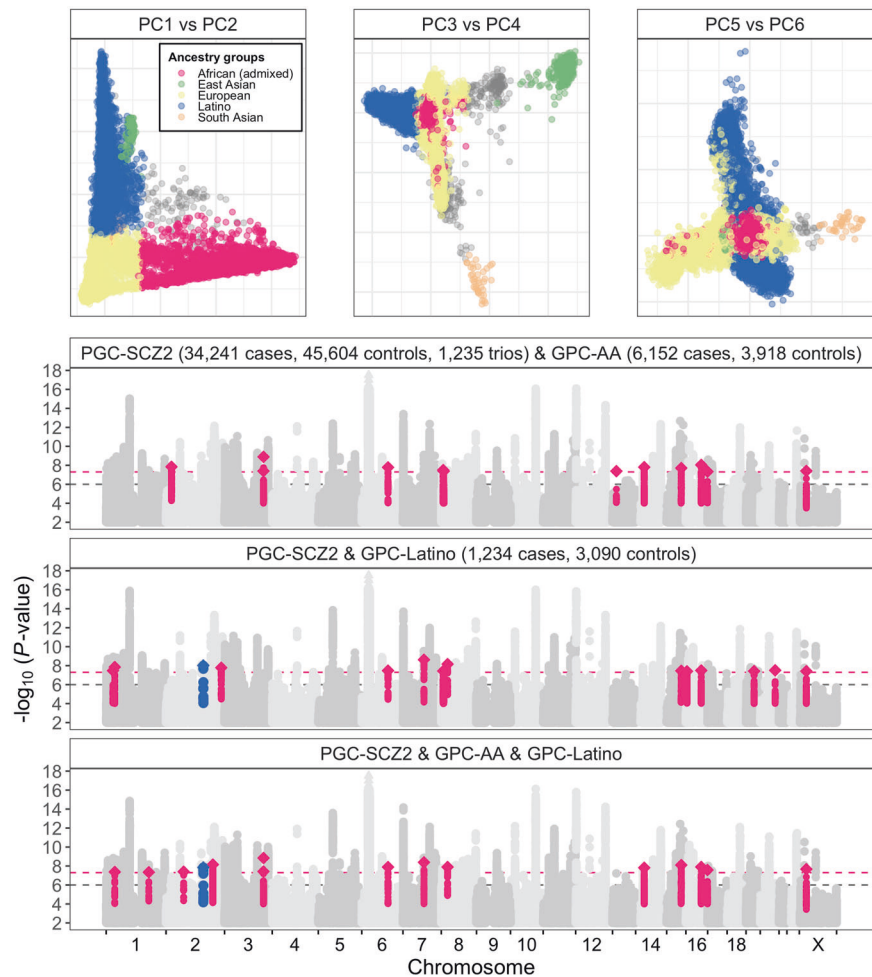 PC1 vs PC2
PC3 vs PC4
PC5 vs PC6
Ancestry groups
African (admixed)
East Asian
European
Latino
South Asian
PGC-SCZ2 (34,241 cases, 45,604 controls, 1,235 trios) & GPC-AA (6,152 cases, 3,918 controls)
18
16
14
12
10
8
6
4
2
PGC-SCZ2 & GPC-Latino (1,234 cases, 3,090 controls)
18
16
14
12
10
8
6
4
2
-log10 (P-value)
PGC-SCZ2 & GPC-AA & GPC-Latino
18
16
14
12
10
8
6
4
2
1 2 3 4 5 6 7 8 9 10 12 14 16 18 X
Chromosome